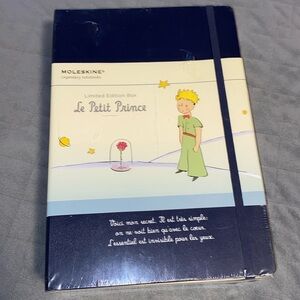 MOLESKINE®
Legendary notebooks
Limited Edition Box
Le Petit Prince
Voici mon secret. Il est très simple:
on ne voit bien qu'avec le cœur.
L'essentiel est invisible pour les yeux.